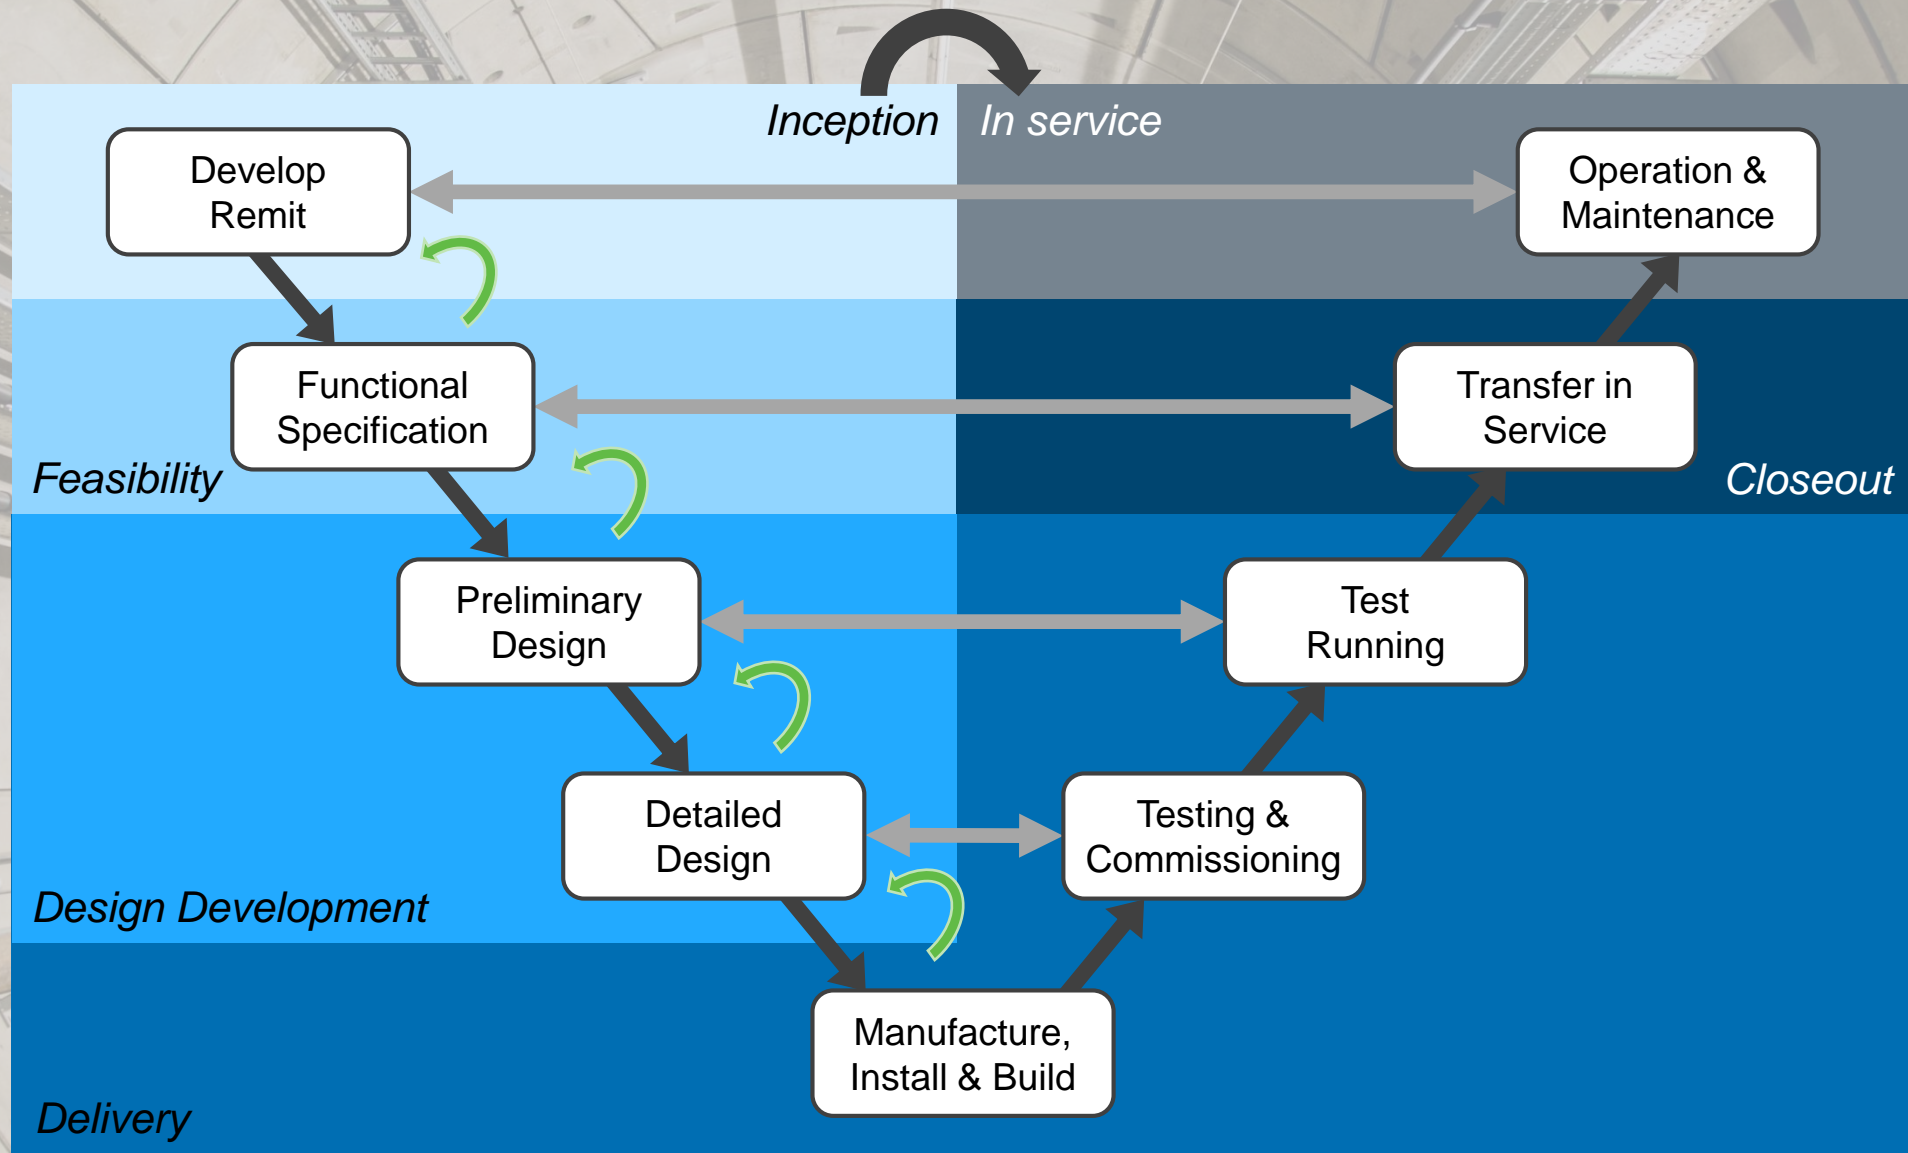 Inception
In service
Develop
Remit
Operation &
Maintenance
Functional
Specification
Transfer in
Service
Feasibility
Closeout
Preliminary
Design
Test
Running
Detailed
Design
Testing &
Commissioning
Design Development
Manufacture,
Install & Build
Delivery